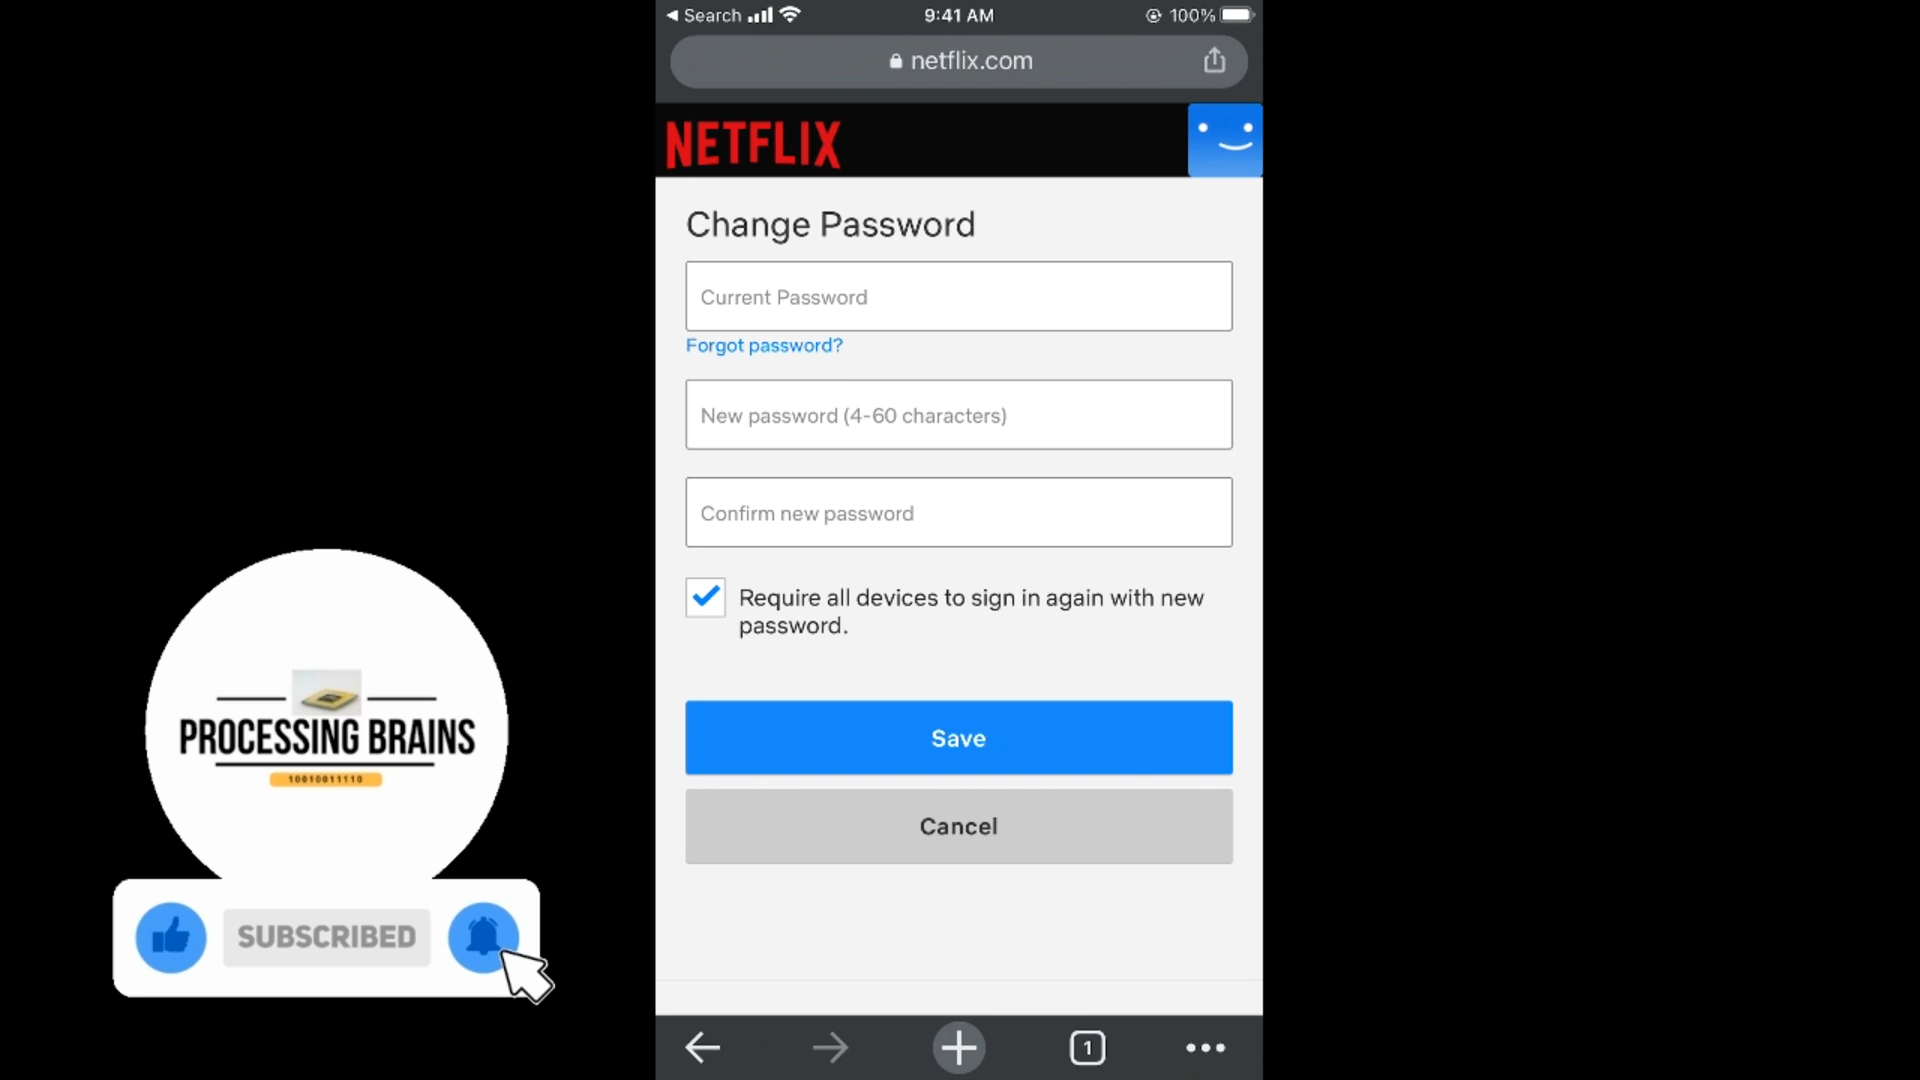 Search
9:41 AM
100%
netflix.com
NETFLIX
Change Password
Current Password
Forgot password?
New password (4-60 characters)
Confirm new password
Require all devices to sign in again with new
password.
Save
Cancel
1
PROCESSING BRAINS
10010011110
SUBSCRIBED